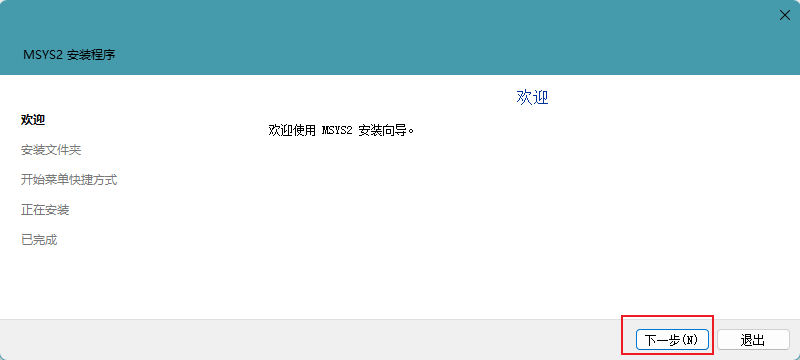 MSYS2 安装程序
欢迎
欢迎
欢迎使用 MSYS2 安装向导。
安装文件夹
开始菜单快捷方式
正在安装
已完成
下一步(N)
退出